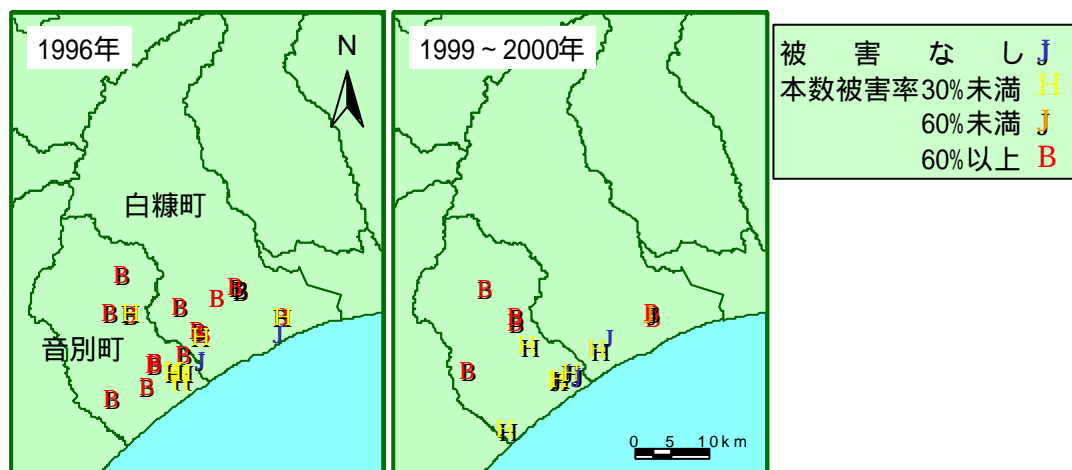 1996年
N
白糠町
音別町
1999~2000年
0 5 10km
被害なし J
本数被害率30%未満 H
60%未満 J
60%以上 B